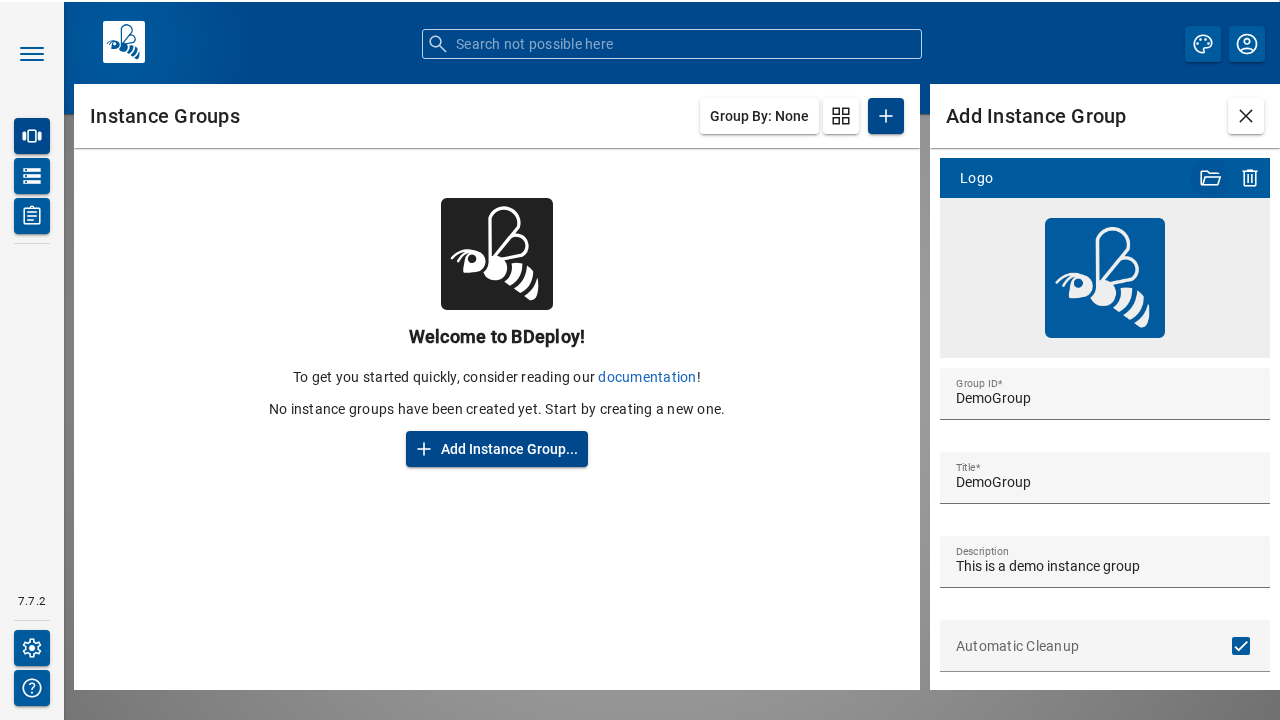 Search not possible here
Instance Groups
Group By: None
Add Instance Group
Logo
Welcome to BDeploy!
To get you started quickly, consider reading our documentation!
No instance groups have been created yet. Start by creating a new one.
Add Instance Group...
Group ID*
DemoGroup
Title*
DemoGroup
Description
This is a demo instance group
Automatic Cleanup
7.7.2